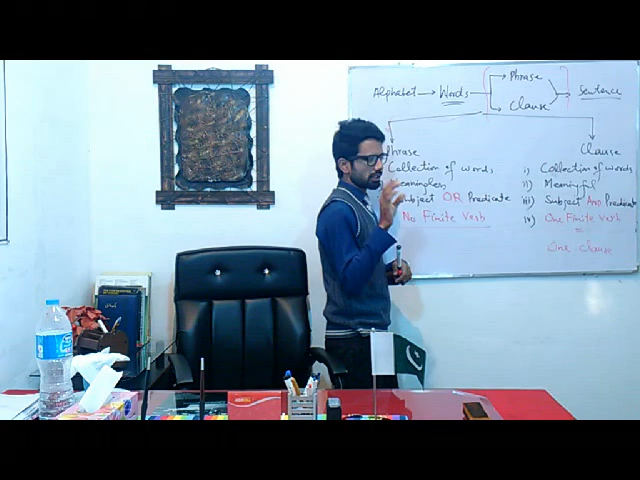 Phrase
Alphabet → Words → Sentence
Clause
Phrase Clause
Collection of words i) Collection of words
Meaningless ii) Meaningful
Subject OR Predicate iii) Subject AND Predicate
No Finite Verb iv) One Finite Verb
=
One Clause